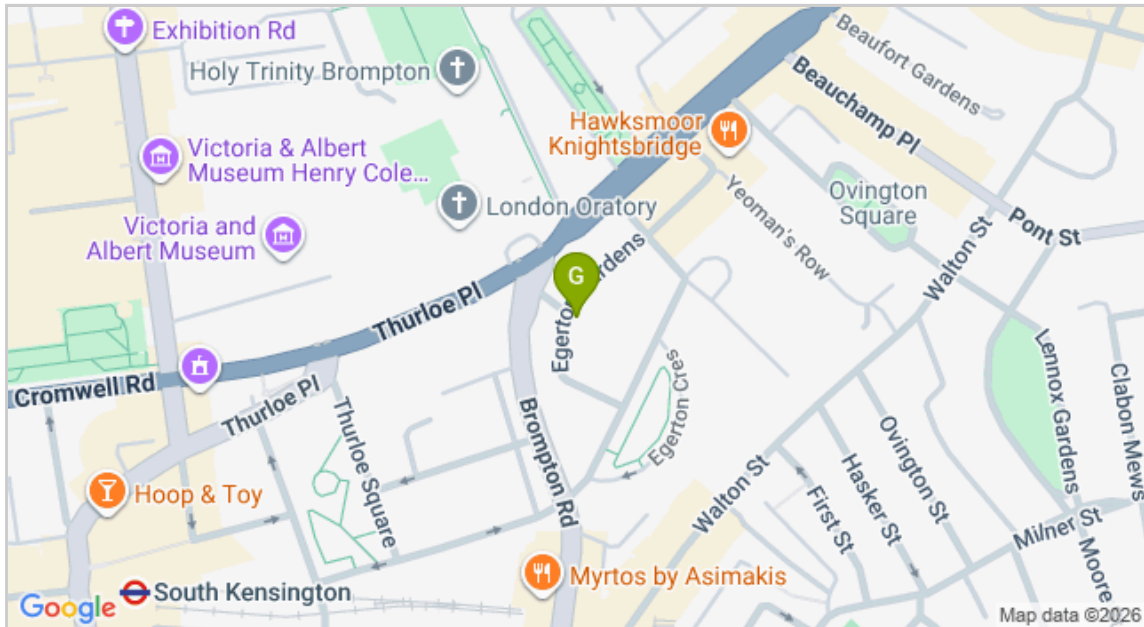 Exhibition Rd
Holy Trinity Brompton
Beaufort Gardens
Beauchamp Pl
Hawksmoor
Knightsbridge
Victoria & Albert
Museum Henry Cole...
London Oratory
Yeoman's Row
Ovington
Square
Pont St
Walton St
Victoria and
Albert Museum
G
Egerton Gardens
Thurloe Pl
Cromwell Rd
Thurloe Pl
Thurloe Square
Brompton Rd
Egerton Cres
Egerton Cres
Lennox Gardens
Clabon Mews
Ovington St
Hasker St
First St
Walton St
Milner St
Moore
Hoop & Toy
South Kensington
Myrtos by Asimakis
Google
Map data ©2026